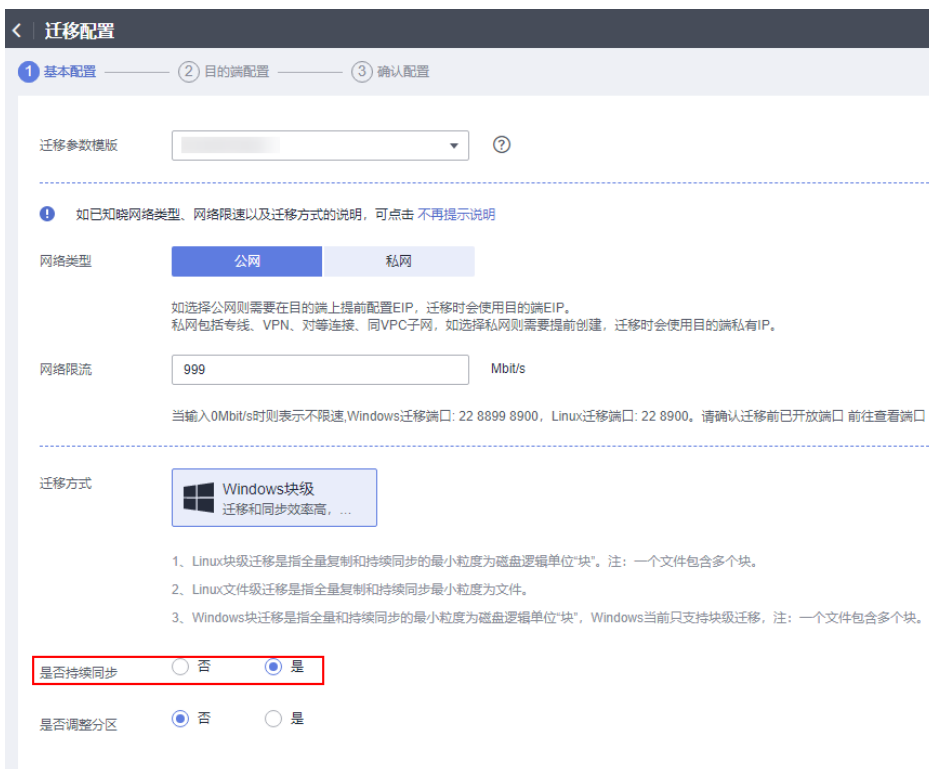 迁移配置
1 基本配置 2 目的端配置 3 确认配置
迁移参数模版
如已知晓网络类型、网络限速以及迁移方式的说明，可点击 不再提示说明
网络类型 公网 私网
如选择公网则需要在目的端上提前配置EIP，迁移时会使用目的端EIP。
私网包括专线、VPN、对等连接、同VPC子网，如选择私网则需要提前创建，迁移时会使用目的端私有IP。
网络限流 999 Mbit/s
当输入0Mbit/s时则表示不限速,Windows迁移端口: 22 8899 8900，Linux迁移端口: 22 8900。请确认迁移前已开放端口 前往查看端口
迁移方式 Windows块级
迁移和同步效率高，...
1、Linux块级迁移是指全量复制和持续同步的最小粒度为磁盘逻辑单位“块”。注：一个文件包含多个块。
2、Linux文件级迁移是指全量复制和持续同步最小粒度为文件。
3、Windows块迁移是指全量和持续同步的最小粒度为磁盘逻辑单位“块”，Windows当前只支持块级迁移，注：一个文件包含多个块。
是否持续同步 否 是
是否调整分区 否 是